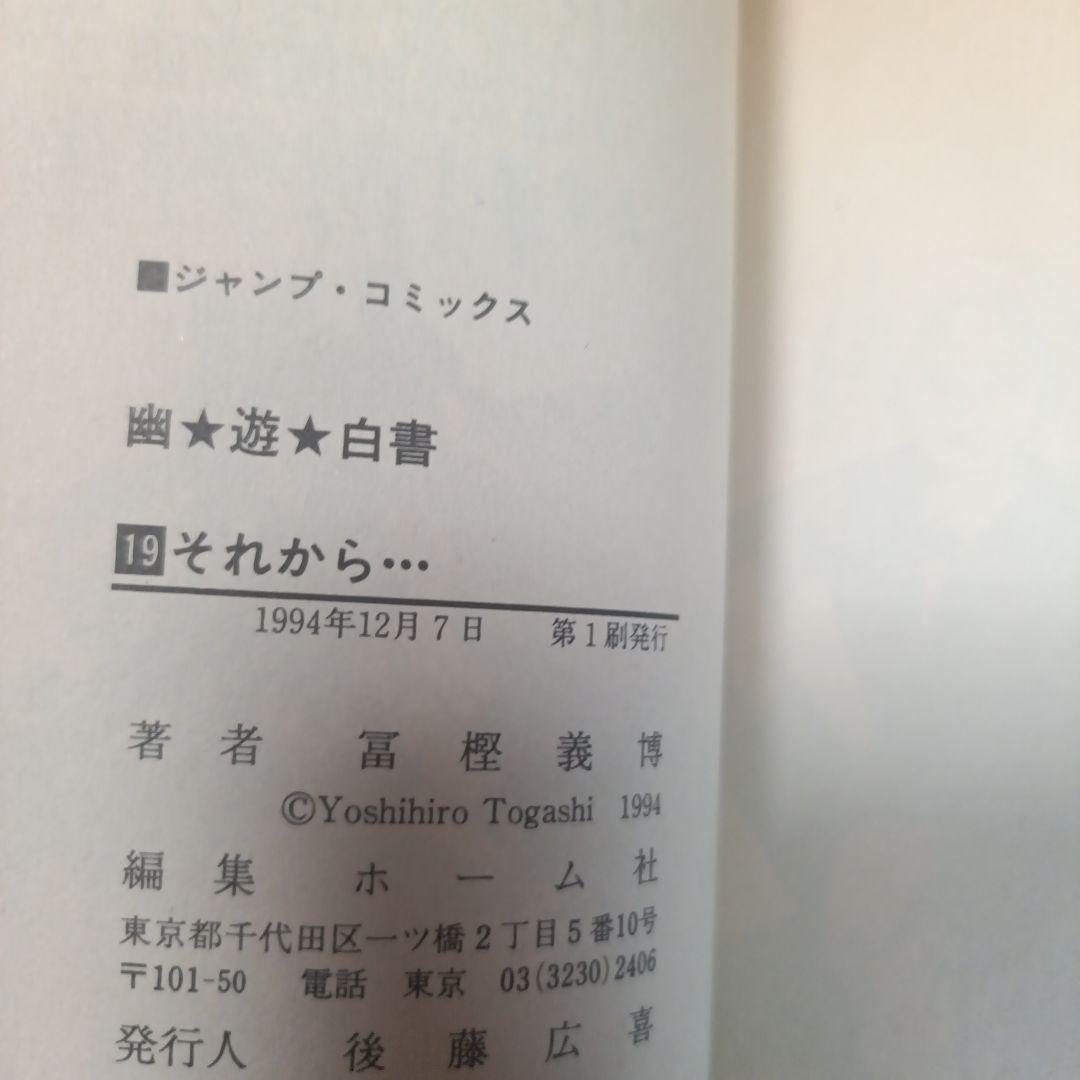 ■ジャンプ・コミックス
幽★遊★白書
19それから…
1994年12月7日 第1刷発行
著者 冨樫義博
©Yoshihiro Togashi 1994
編集 ホーム社
東京都千代田区一ツ橋2丁目5番10号
〒101-50 電話 東京 03(3230)2406
発行人 後藤広喜